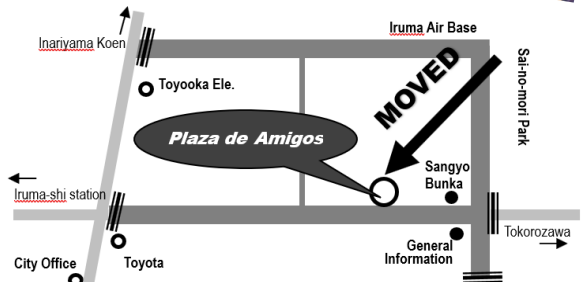 Iruma Air Base
Inariyama Koen
Sai-no-mori Park
MOVED
Toyooka Ele.
Plaza de Amigos
Sangyo
Bunka
Iruma-shi station
Tokorozawa
General
Information
City Office
Toyota